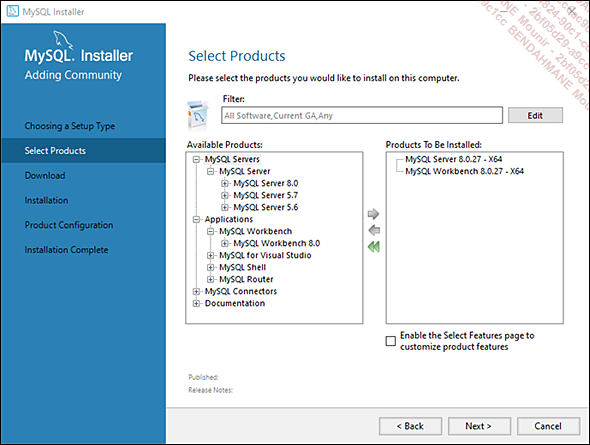 MySQL Installer
MySQL. Installer
Adding Community
Choosing a Setup Type
Select Products
Download
Installation
Product Configuration
Installation Complete
Select Products
Please select the products you would like to install on this computer.
Filter:
All Software,Current GA,Any
Edit
Available Products:
MySQL Servers
MySQL Server
MySQL Server 8.0
MySQL Server 5.7
MySQL Server 5.6
Applications
MySQL Workbench
MySQL Workbench 8.0
MySQL for Visual Studio
MySQL Shell
MySQL Router
MySQL Connectors
Documentation
Products To Be Installed:
MySQL Server 8.0.27 - X64
MySQL Workbench 8.0.27 - X64
Enable the Select Features page to
customize product features
Published:
Release Notes:
< Back
Next >
Cancel
BENDAHMANE Mounir - 2bf05d29-a9cc